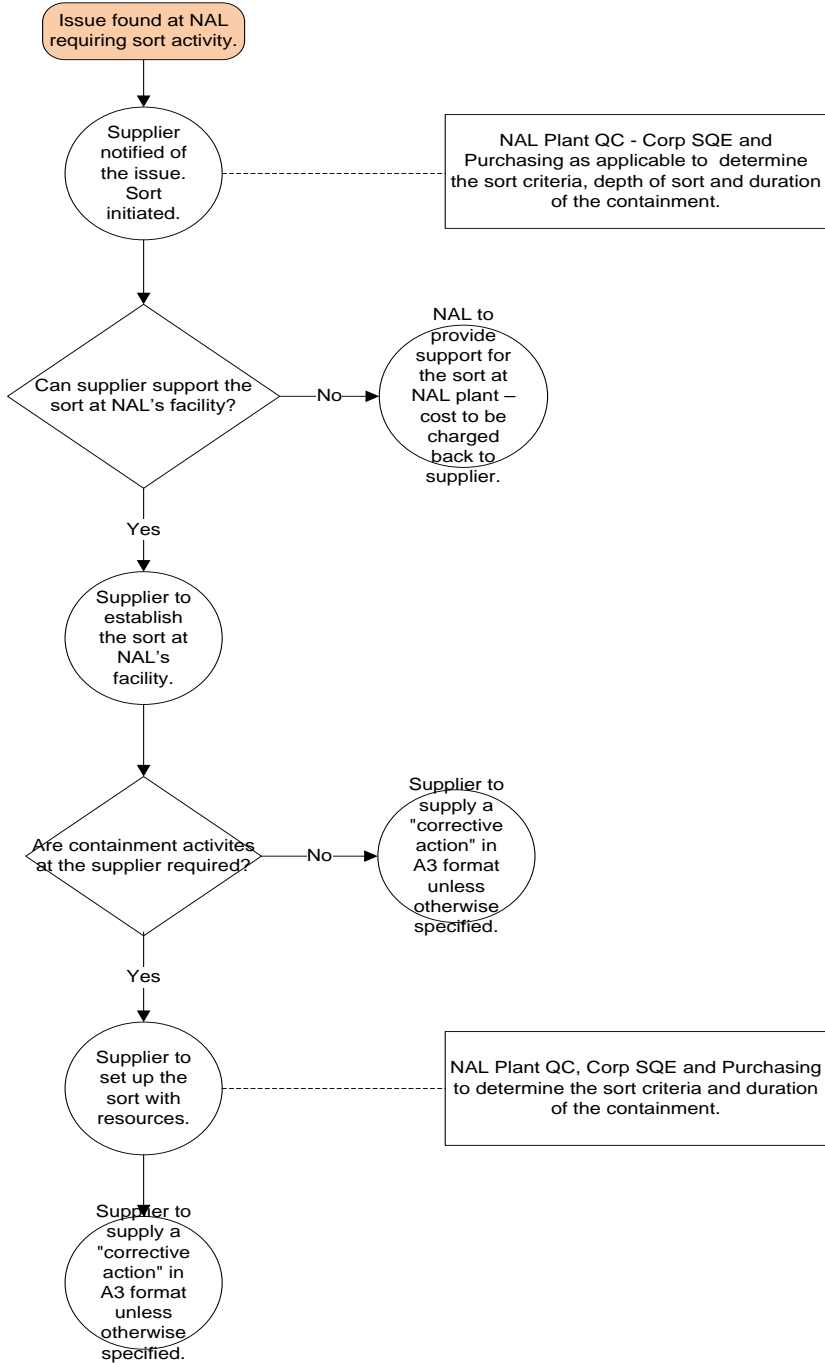 Issue found at NAL
requiring sort activity.
Supplier
notified of
the issue.
Sort
initiated.
NAL Plant QC - Corp SQE and
Purchasing as applicable to determine
the sort criteria, depth of sort and duration
of the containment.
Can supplier support the
sort at NAL’s facility?
No
NAL to
provide
support for
the sort at
NAL plant –
cost to be
charged
back to
supplier.
Yes
Supplier to
establish
the sort at
NAL’s
facility.
Are containment activites
at the supplier required?
No
Supplier to
supply a
"corrective
action" in
A3 format
unless
otherwise
specified.
Yes
Supplier to
set up the
sort with
resources.
NAL Plant QC, Corp SQE and Purchasing
to determine the sort criteria and duration
of the containment.
Supplier to
supply a
"corrective
action" in
A3 format
unless
otherwise
specified.